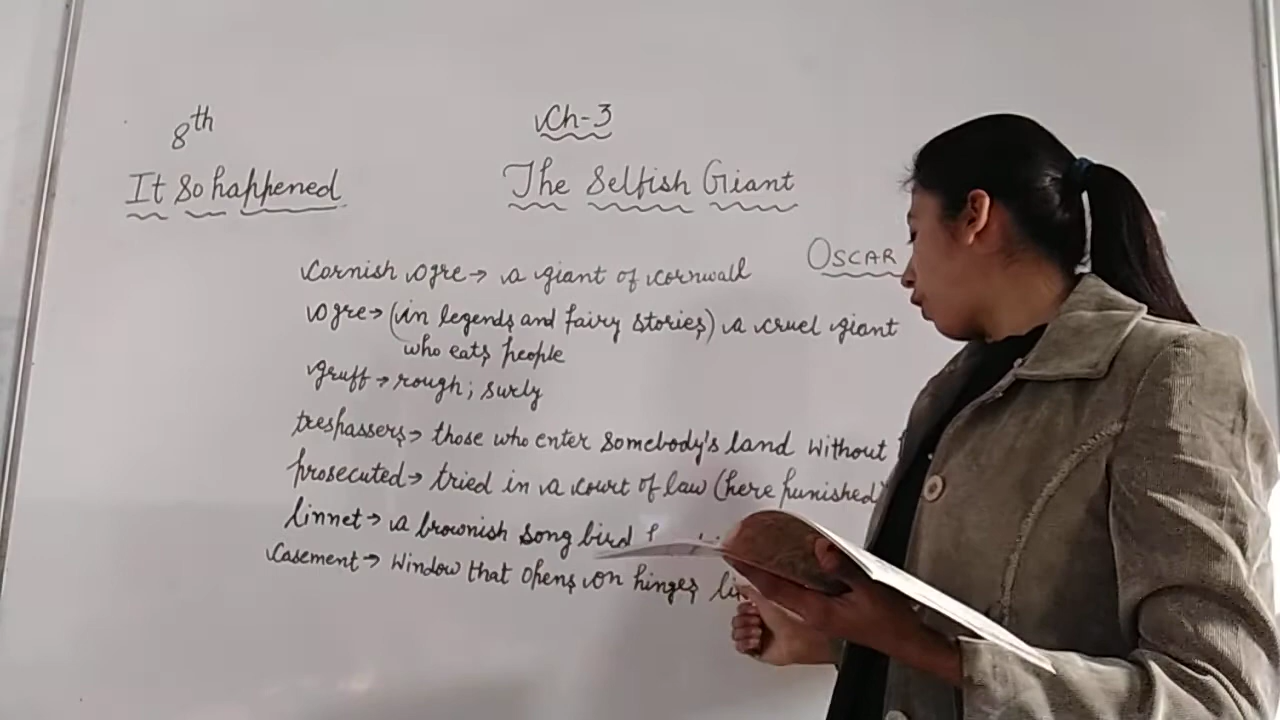 8th
Ch-3
It So happened
The Selfish Giant
OSCAR
Cornish ogre → a giant of cornwall
ogre → (in legends and fairy stories) a cruel giant
who eats people
gruff → rough; surly
trespassers → those who enter somebody's land without
prosecuted → tried in a court of law (here punished)
linnet → a brownish song bird
Casement → Window that opens on hinges